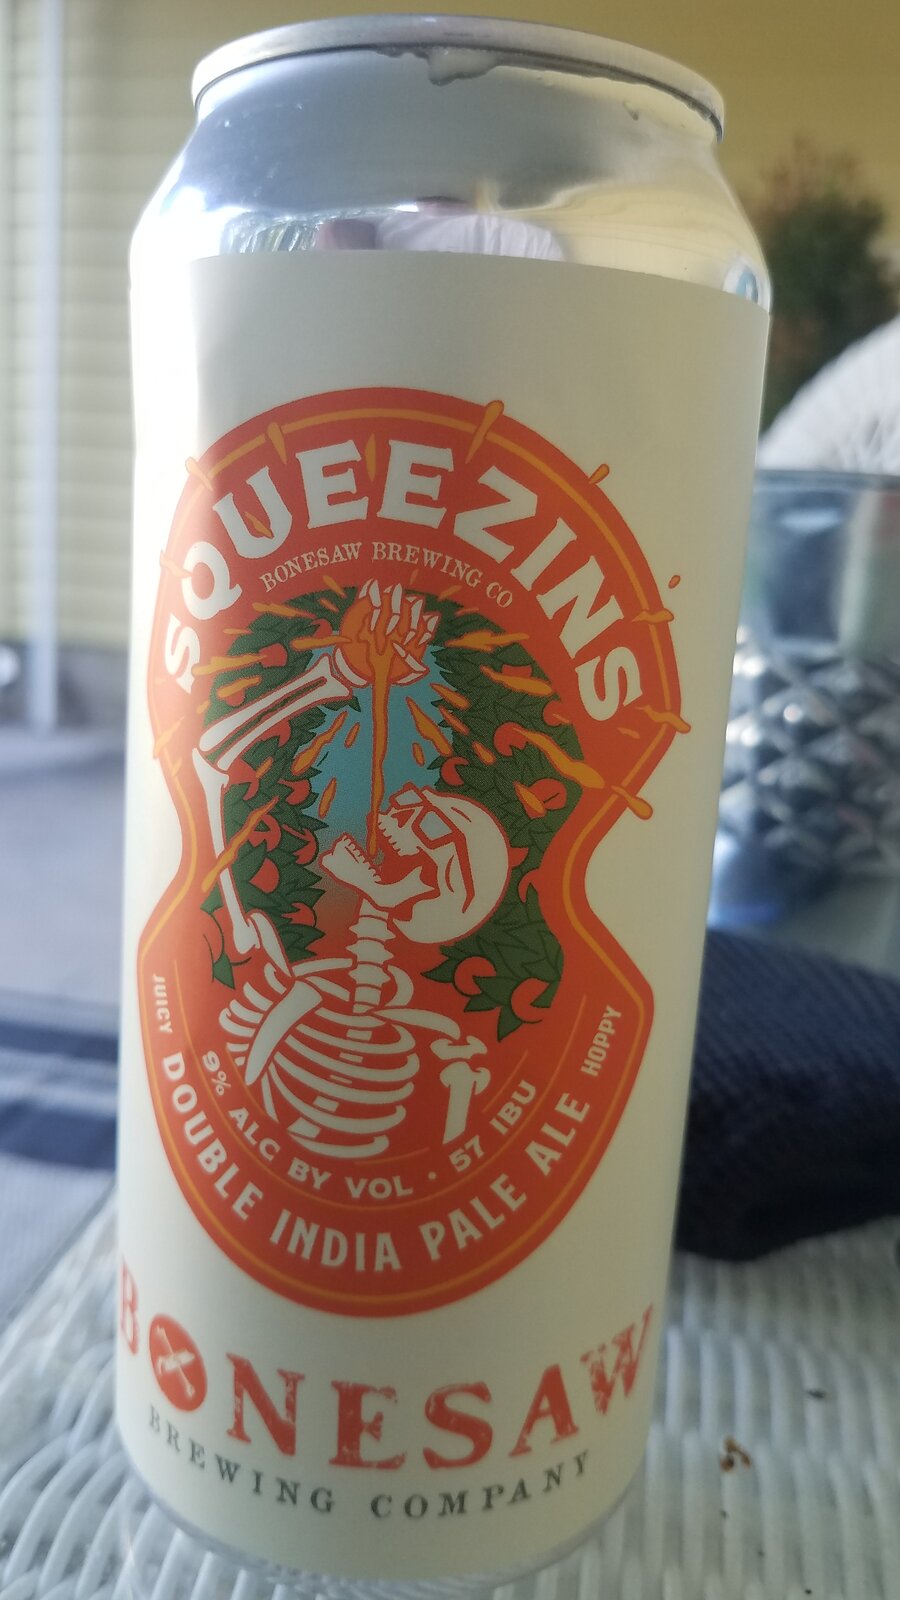 SQUEEZINS
BONESAW BREWING CO
JUICY
HOPPY
9% ALC BY VOL · 57 IBU
DOUBLE INDIA PALE ALE
BONESAW
BREWING COMPANY